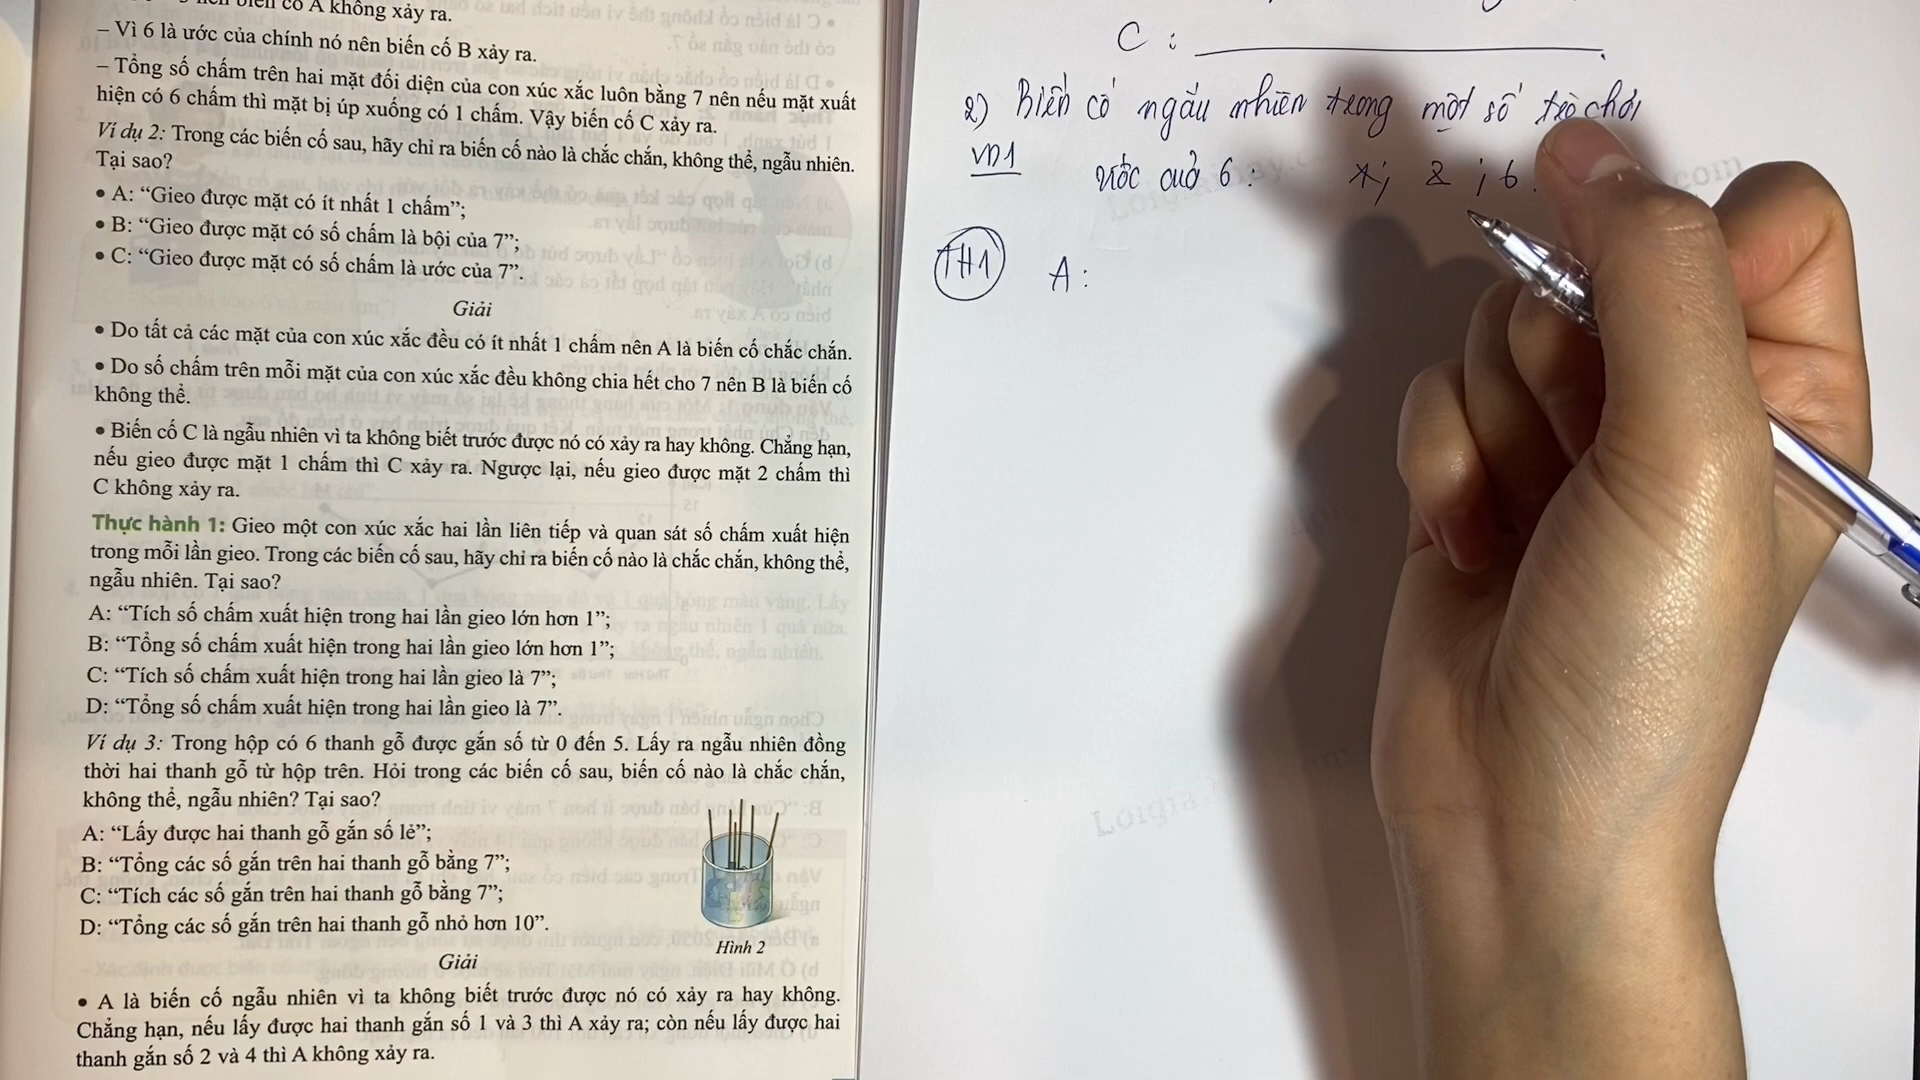 biến cố A không xảy ra.
– Vì 6 là ước của chính nó nên biến cố B xảy ra.
– Tổng số chấm trên hai mặt đối diện của con xúc xắc luôn bằng 7 nên nếu mặt xuất
hiện có 6 chấm thì mặt bị úp xuống có 1 chấm. Vậy biến cố C xảy ra.
Ví dụ 2: Trong các biến cố sau, hãy chỉ ra biến cố nào là chắc chắn, không thể, ngẫu nhiên.
Tại sao?
• A: “Gieo được mặt có ít nhất 1 chấm”;
• B: “Gieo được mặt có số chấm là bội của 7”;
• C: “Gieo được mặt có số chấm là ước của 7”.
Giải
• Do tất cả các mặt của con xúc xắc đều có ít nhất 1 chấm nên A là biến cố chắc chắn.
• Do số chấm trên mỗi mặt của con xúc xắc đều không chia hết cho 7 nên B là biến cố
không thể.
• Biến cố C là ngẫu nhiên vì ta không biết trước được nó có xảy ra hay không. Chẳng hạn,
nếu gieo được mặt 1 chấm thì C xảy ra. Ngược lại, nếu gieo được mặt 2 chấm thì
C không xảy ra.
Thực hành 1: Gieo một con xúc xắc hai lần liên tiếp và quan sát số chấm xuất hiện
trong mỗi lần gieo. Trong các biến cố sau, hãy chỉ ra biến cố nào là chắc chắn, không thể,
ngẫu nhiên. Tại sao?
A: “Tích số chấm xuất hiện trong hai lần gieo lớn hơn 1”;
B: “Tổng số chấm xuất hiện trong hai lần gieo lớn hơn 1”;
C: “Tích số chấm xuất hiện trong hai lần gieo là 7”;
D: “Tổng số chấm xuất hiện trong hai lần gieo là 7”.
Ví dụ 3: Trong hộp có 6 thanh gỗ được gắn số từ 0 đến 5. Lấy ra ngẫu nhiên đồng
thời hai thanh gỗ từ hộp trên. Hỏi trong các biến cố sau, biến cố nào là chắc chắn,
không thể, ngẫu nhiên? Tại sao?
A: “Lấy được hai thanh gỗ gắn số lẻ”;
B: “Tổng các số gắn trên hai thanh gỗ bằng 7”;
C: “Tích các số gắn trên hai thanh gỗ bằng 7”;
D: “Tổng các số gắn trên hai thanh gỗ nhỏ hơn 10”.
Hình 2
Giải
• A là biến cố ngẫu nhiên vì ta không biết trước được nó có xảy ra hay không.
Chẳng hạn, nếu lấy được hai thanh gắn số 1 và 3 thì A xảy ra; còn nếu lấy được hai
thanh gắn số 2 và 4 thì A không xảy ra.
C :
2) Biến cố ngẫu nhiên trong một số trò chơi
VD1 ước của 6 : 1; 2 ; 6
TH1 A :